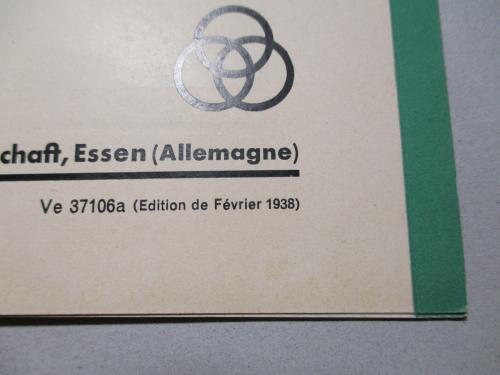 chaft, Essen (Allemagne)
Ve 37106a (Edition de Février 1938)